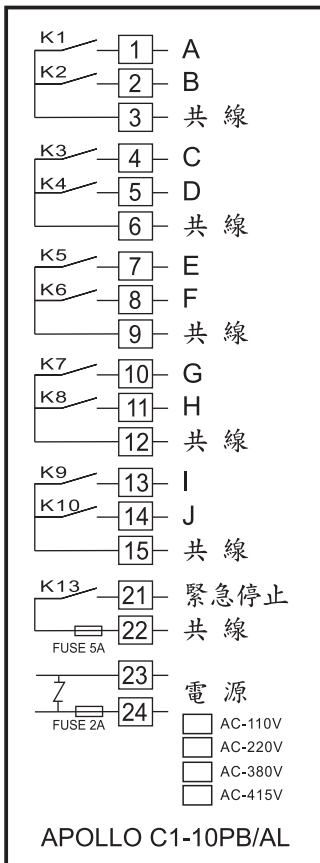 K1 1 A
K2 2 B
3 共線
K3 4 C
K4 5 D
6 共線
K5 7 E
K6 8 F
9 共線
K7 10 G
K8 11 H
12 共線
K9 13 I
K10 14 J
15 共線
K13 21 緊急停止
22 共線
FUSE 5A
23
電源
24
FUSE 2A
AC-110V
AC-220V
AC-380V
AC-415V
APOLLO C1-10PB/AL